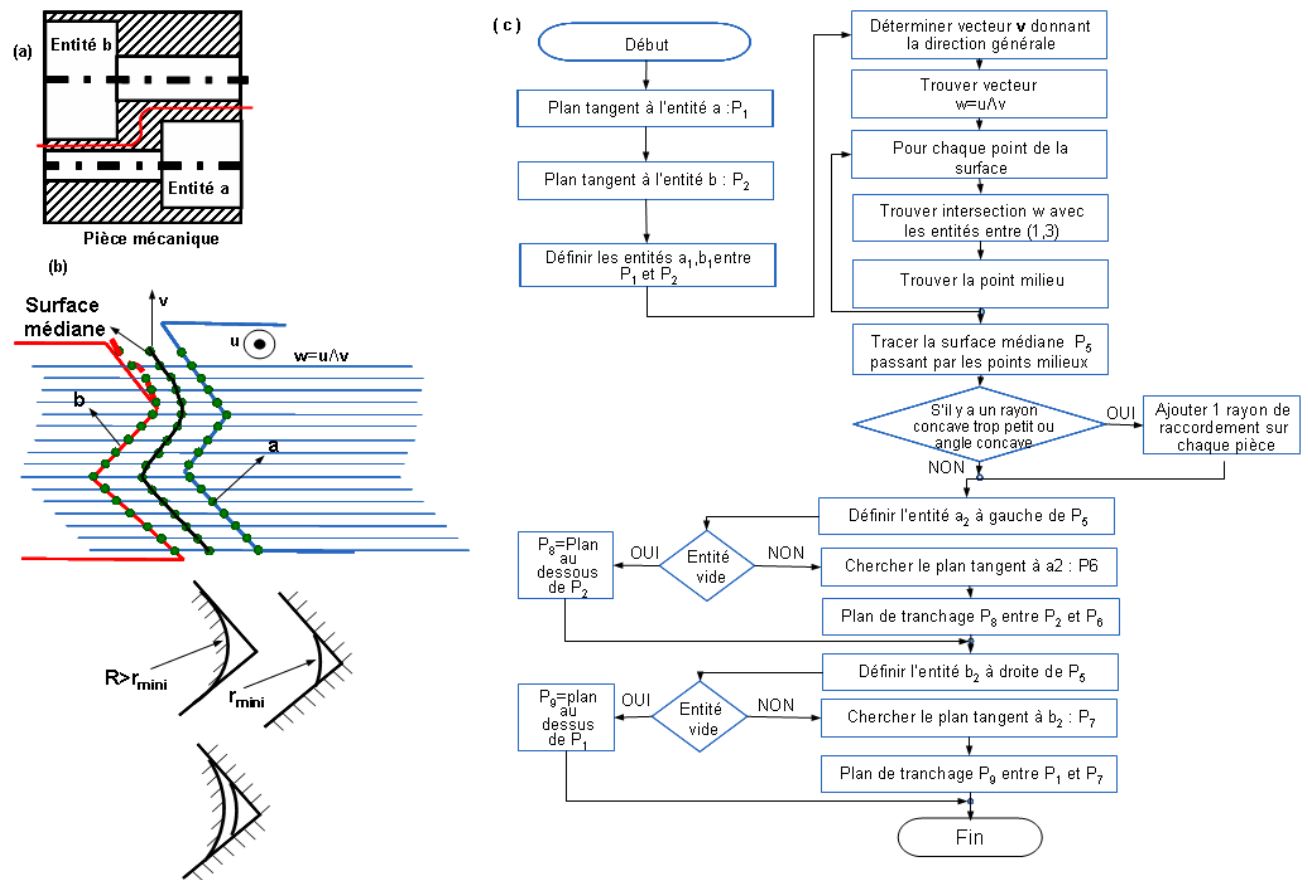 (a)
Entité b
Entité a
Pièce mécanique
(b)
v
Surface
médiane
u
w=u/\v
b
a
R>r mini
r mini
( c )
Début
Plan tangent à l'entité a :P1
Plan tangent à l'entité b : P2
Définir les entités a1,b1entre
P1 et P2
Déterminer vecteur v donnant
la direction générale
Trouver vecteur
w=u/\v
Pour chaque point de la
surface
Trouver intersection w avec
les entités entre (1,3)
Trouver la point milieu
Tracer la surface médiane P5
passant par les points milieux
S'il y a un rayon
concave trop petit ou
angle concave
OUI
Ajouter 1 rayon de
raccordement sur
chaque pièce
NON
Définir l'entité a2 à gauche de P5
Entité
vide
OUI
P8=Plan
au
dessous
de P2
NON
Chercher le plan tangent à a2 : P6
Plan de tranchage P8 entre P2 et P6
Définir l'entité b2 à droite de P5
Entité
vide
OUI
P9=plan
au
dessus
de P1
NON
Chercher le plan tangent à b2 : P7
Plan de tranchage P9 entre P1 et P7
Fin